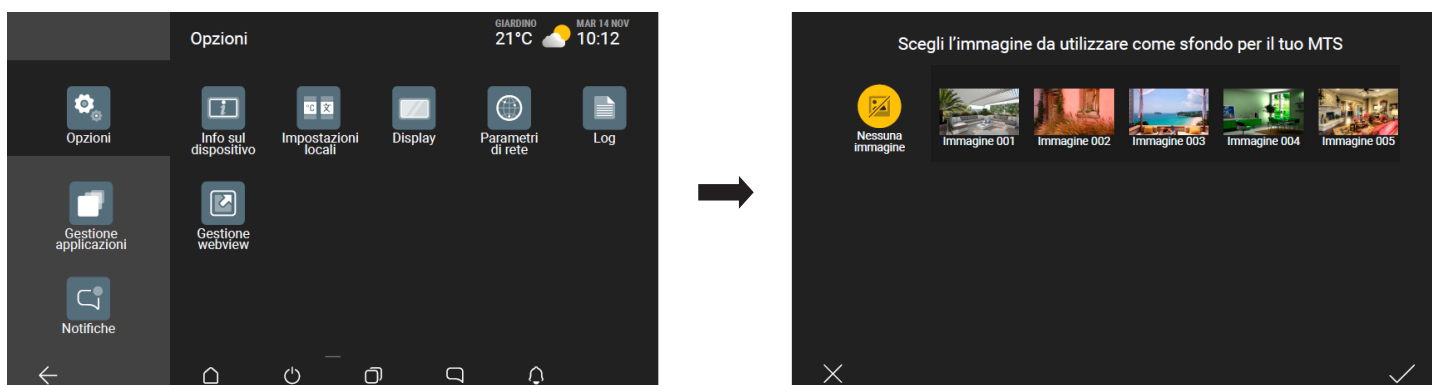 Opzioni
GIARDINO
21°C
MAR 14 NOV
10:12
Opzioni
Info sul
dispositivo
Impostazioni
locali
Display
Parametri
di rete
Log
Gestione
applicazioni
Gestione
webview
Notifiche
Scegli l’immagine da utilizzare come sfondo per il tuo MTS
Nessuna
immagine
Immagine 001
Immagine 002
Immagine 003
Immagine 004
Immagine 005